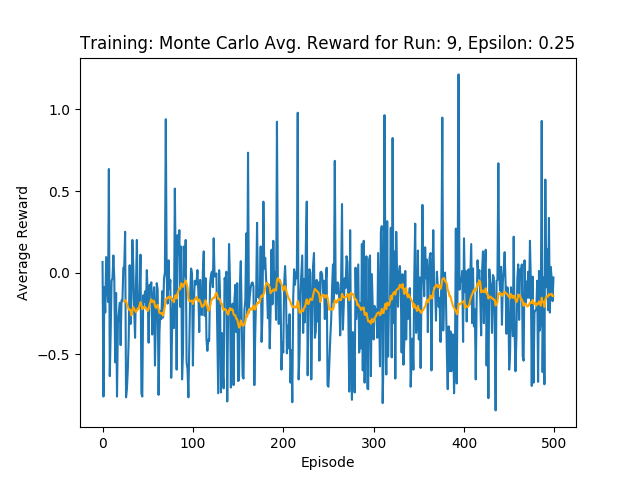 Training: Monte Carlo Avg. Reward for Run: 9, Epsilon: 0.25
1.0
0.5
0.0
−0.5
Average Reward
0 100 200 300 400 500
Episode